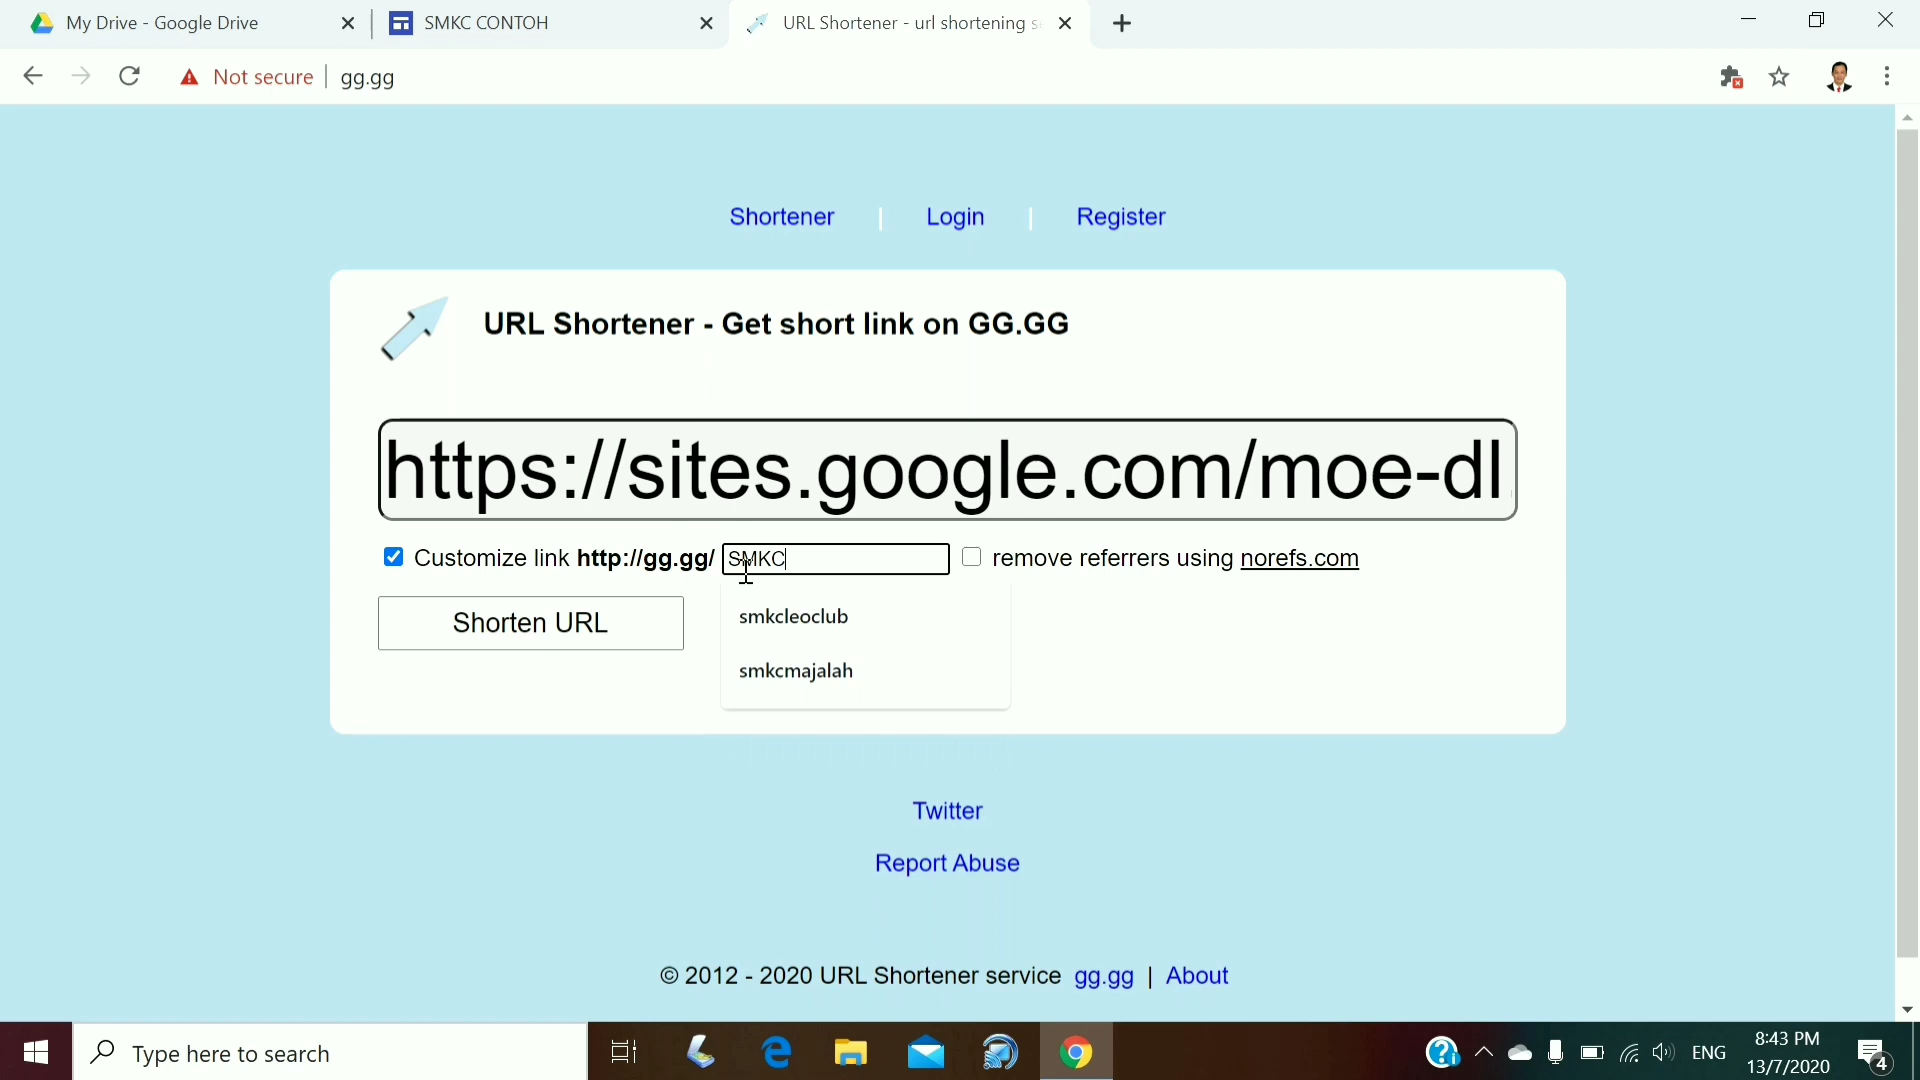 My Drive - Google Drive
SMKC CONTOH
URL Shortener - url shortening s
Not secure
gg.gg
Shortener | Login | Register
URL Shortener - Get short link on GG.GG
https://sites.google.com/moe-dl
Customize link http://gg.gg/ SMKC remove referrers using norefs.com
Shorten URL
smkcleoclub
smkcmajalah
Twitter
Report Abuse
© 2012 - 2020 URL Shortener service gg.gg | About
Type here to search
ENG
8:43 PM
13/7/2020
4